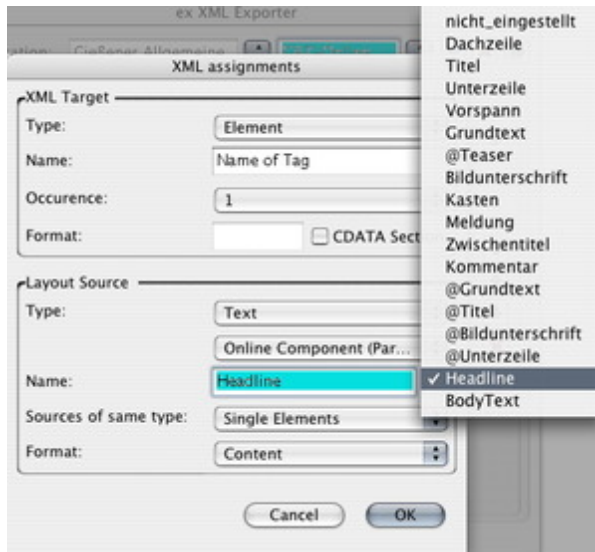 ex XML Exporter
XML assignments
XML Target
Type:
Element
Name:
Name of Tag
Occurence:
1
Format:
CDATA Sect
Layout Source
Type:
Text
Online Component (Par...
Name:
Headline
Sources of same type:
Single Elements
Format:
Content
Cancel
OK
nicht_eingestellt
Dachzeile
Titel
Unterzeile
Vorspann
Grundtext
@Teaser
Bildunterschrift
Kasten
Meldung
Zwischentitel
Kommentar
@Grundtext
@Titel
@Bildunterschrift
@Unterzeile
✓ Headline
BodyText